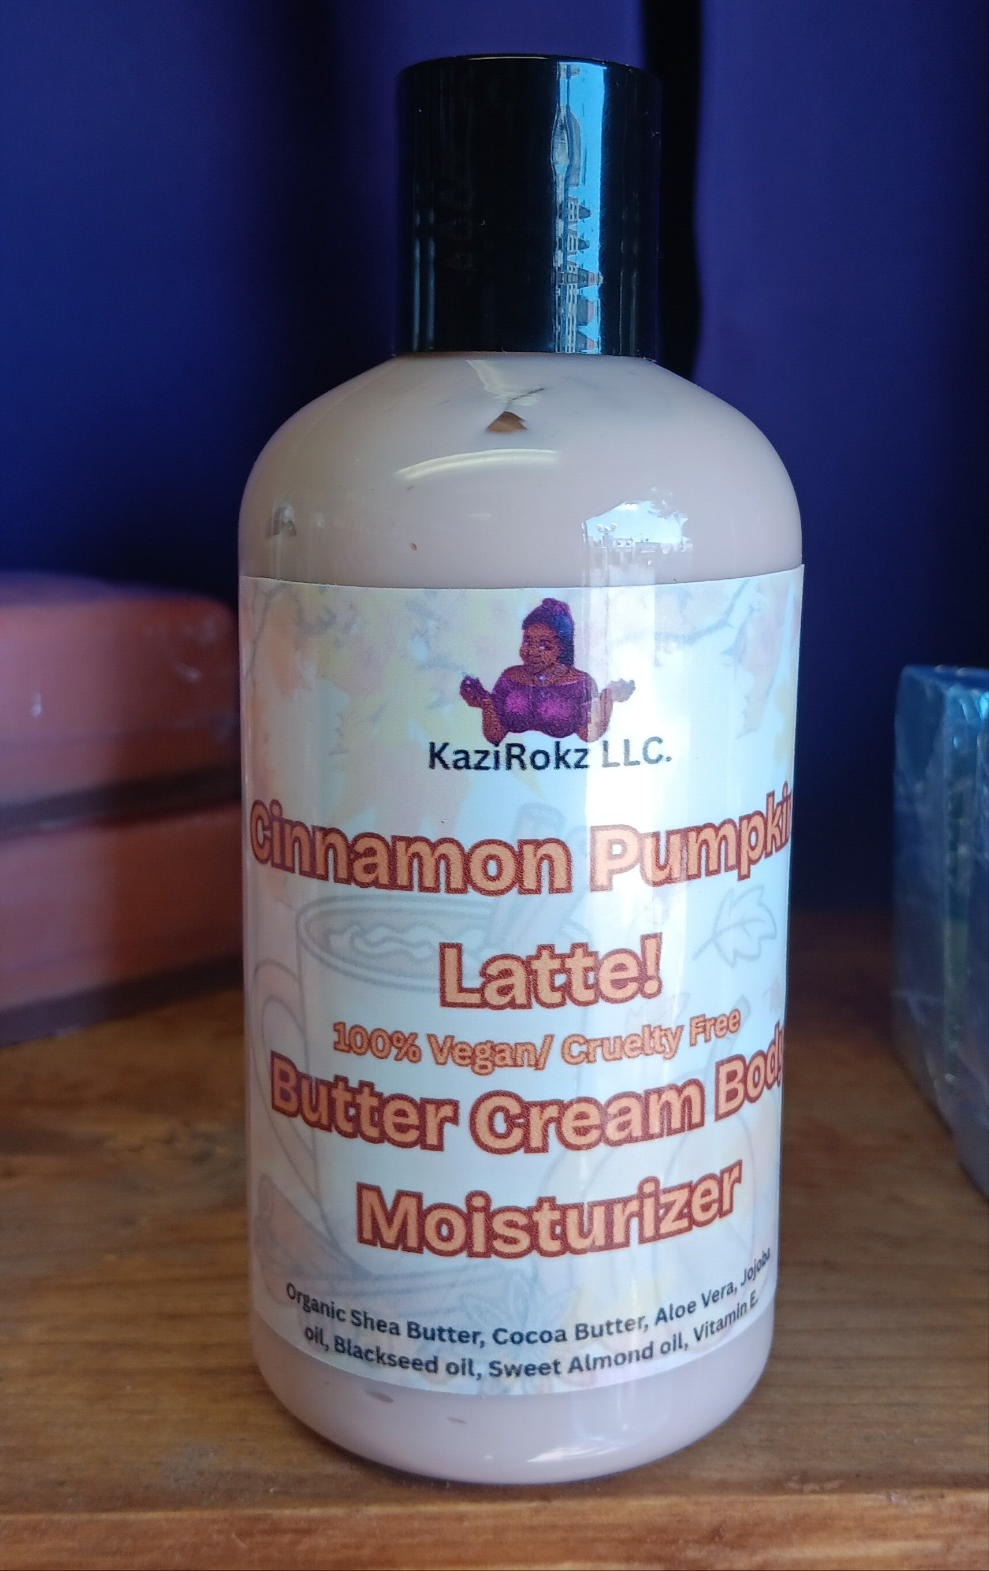 KaziRokz LLC.
Cinnamon Pumpkin
Latte!
100% Vegan/ Cruelty Free
Butter Cream Body
Moisturizer
Organic Shea Butter, Cocoa Butter, Aloe Vera, Jojoba
oil, Blackseed oil, Sweet Almond oil, Vitamin E.